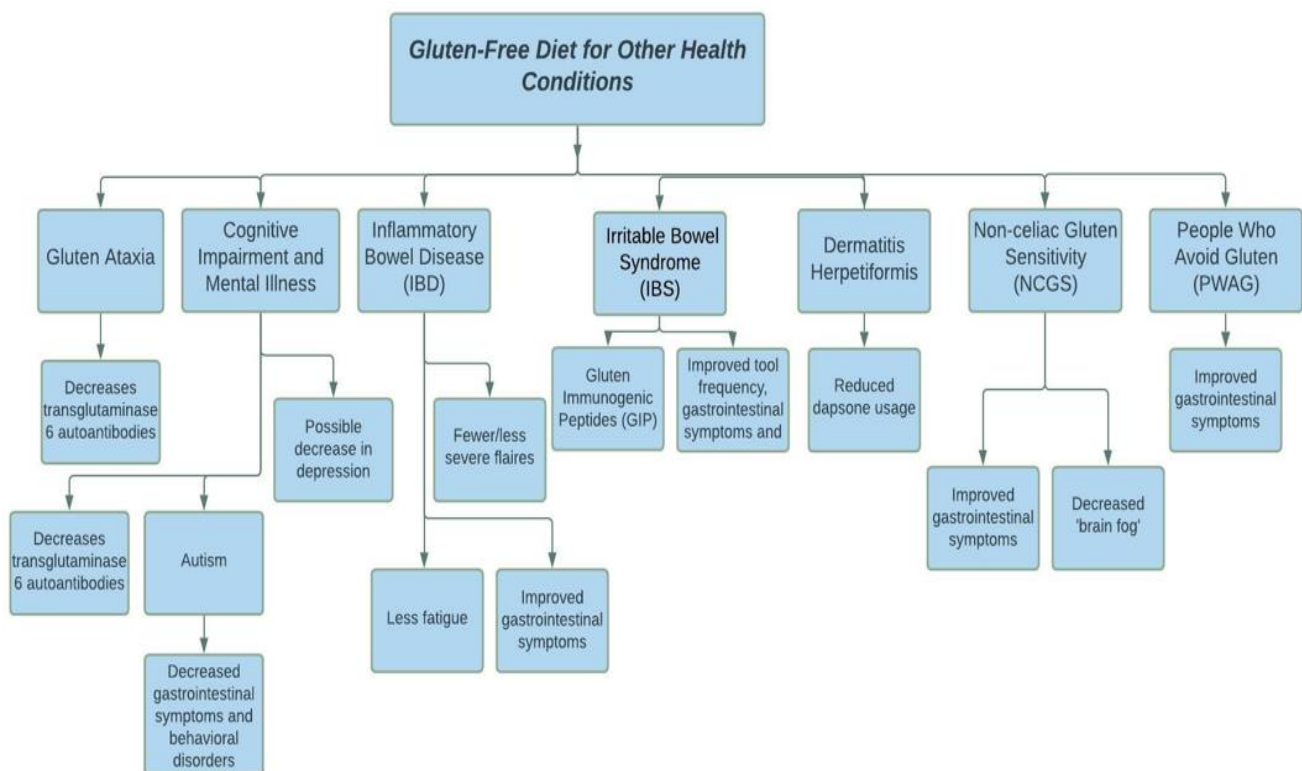 Gluten-Free Diet for Other Health
Conditions
Gluten Ataxia
Cognitive
Impairment and
Mental Illness
Inflammatory
Bowel Disease
(IBD)
Irritable Bowel
Syndrome
(IBS)
Dermatitis
Herpetiformis
Non-celiac Gluten
Sensitivity
(NCGS)
People Who
Avoid Gluten
(PWAG)
Decreases
transglutaminase
6 autoantibodies
Possible
decrease in
depression
Fewer/less
severe flaires
Gluten
Immunogenic
Peptides (GIP)
Improved tool
frequency,
gastrointestinal
symptoms and
Reduced
dapsone
usage
Improved
gastrointestinal
symptoms
Decreases
transglutaminase
6 autoantibodies
Autism
Less fatigue
Improved
gastrointestinal
symptoms
Improved
gastrointestinal
symptoms
Decreased
'brain fog'
Decreased
gastrointestinal
symptoms and
behavioral
disorders